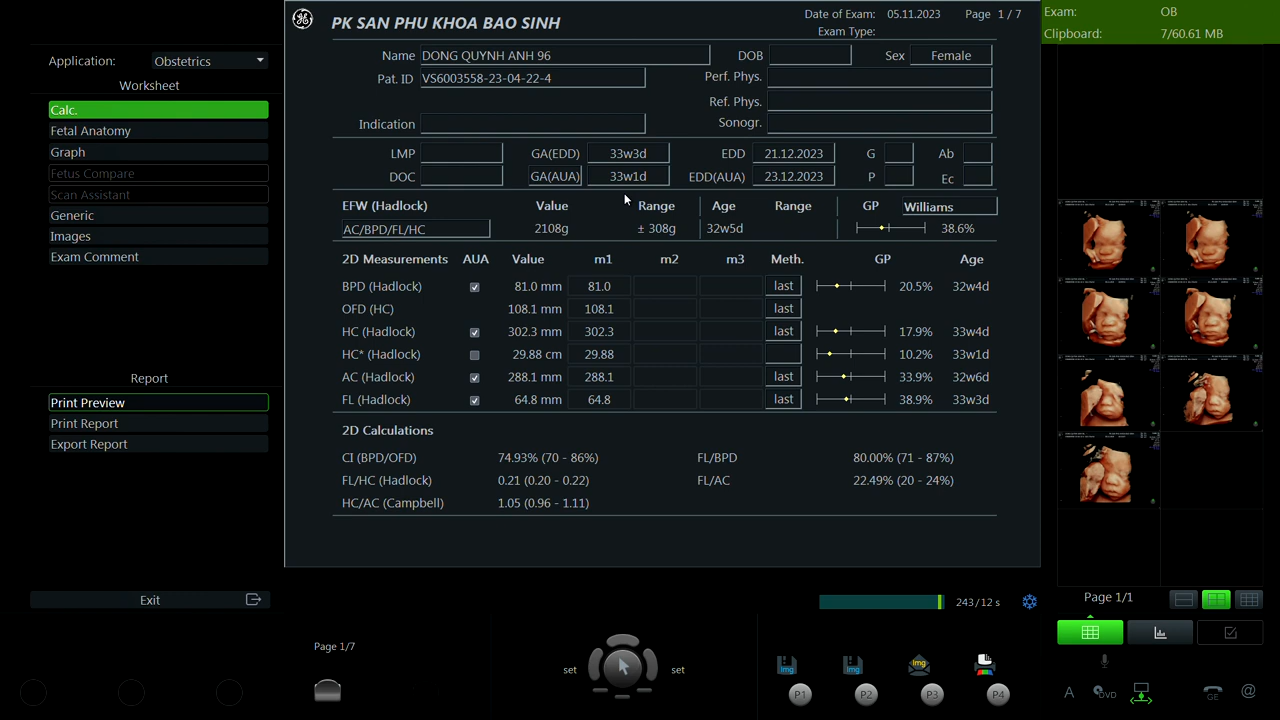 PK SAN PHU KHOA BAO SINH
Date of Exam: 05.11.2023 Page 1 / 7
Exam Type:
Exam: OB
Clipboard: 7/60.61 MB
Application: Obstetrics
Worksheet
Calc.
Fetal Anatomy
Graph
Fetus Compare
Scan Assistant
Generic
Images
Exam Comment
Report
Print Preview
Print Report
Export Report
Exit
Name DONG QUYNH ANH 96 DOB Sex Female
Pat. ID VS6003558-23-04-22-4 Perf. Phys.
Ref. Phys.
Indication Sonogr.
LMP GA(EDD) 33w3d EDD 21.12.2023 G Ab
DOC GA(AUA) 33w1d EDD(AUA) 23.12.2023 P Ec
EFW (Hadlock) Value Range Age Range GP Williams
AC/BPD/FL/HC 2108g ± 308g 32w5d 38.6%
2D Measurements AUA Value m1 m2 m3 Meth. GP Age
BPD (Hadlock) 81.0 mm 81.0 last 20.5% 32w4d
OFD (HC) 108.1 mm 108.1 last
HC (Hadlock) 302.3 mm 302.3 last 17.9% 33w4d
HC* (Hadlock) 29.88 cm 29.88 10.2% 33w1d
AC (Hadlock) 288.1 mm 288.1 last 33.9% 32w6d
FL (Hadlock) 64.8 mm 64.8 last 38.9% 33w3d
2D Calculations
CI (BPD/OFD) 74.93% (70 - 86%) FL/BPD 80.00% (71 - 87%)
FL/HC (Hadlock) 0.21 (0.20 - 0.22) FL/AC 22.49% (20 - 24%)
HC/AC (Campbell) 1.05 (0.96 - 1.11)
243/12 s
Page 1/1
Page 1/7
set set
Img Img Img
P1 P2 P3 P4
A DVD GE @